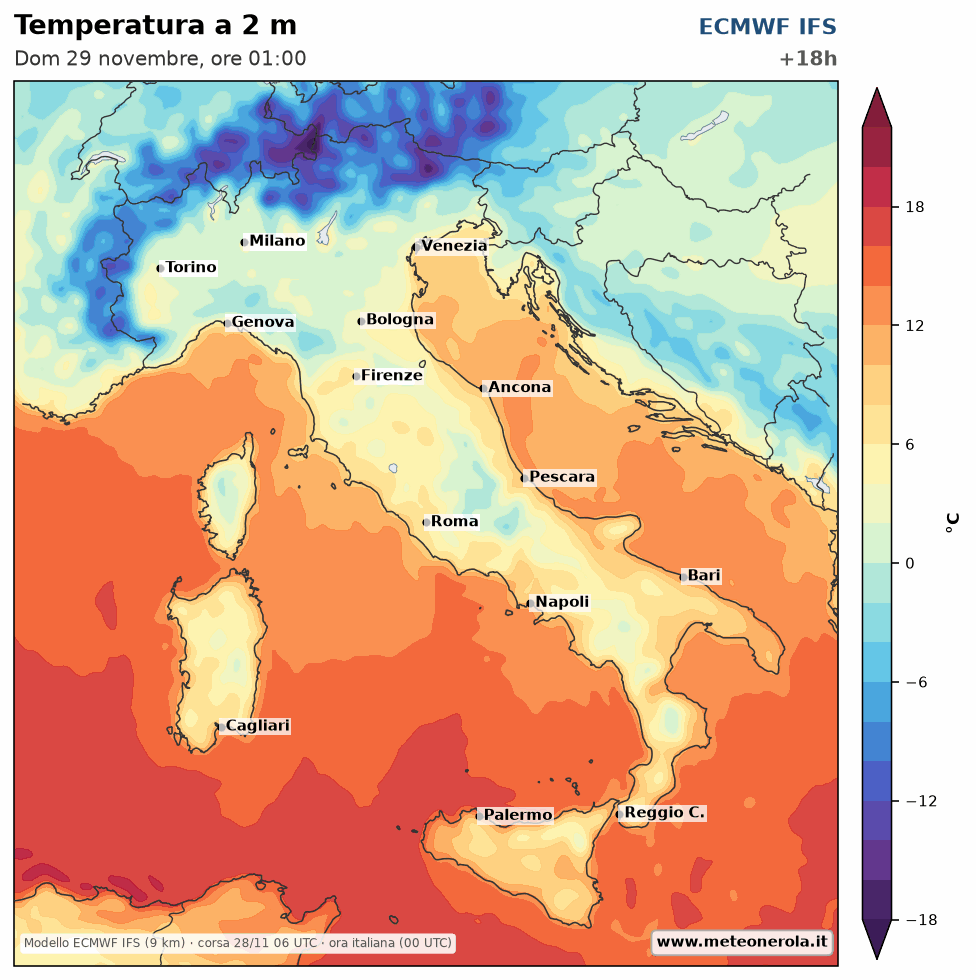 Temperatura a 2 m
ECMWF IFS
Dom 29 novembre, ore 01:00
+18h
Milano
Venezia
Torino
Genova
Bologna
Firenze
Ancona
Pescara
Roma
Bari
Napoli
Cagliari
Palermo
Reggio C.
18
12
6
0
−6
−12
−18
°C
Modello ECMWF IFS (9 km) · corsa 28/11 06 UTC · ora italiana (00 UTC)
www.meteonerola.it